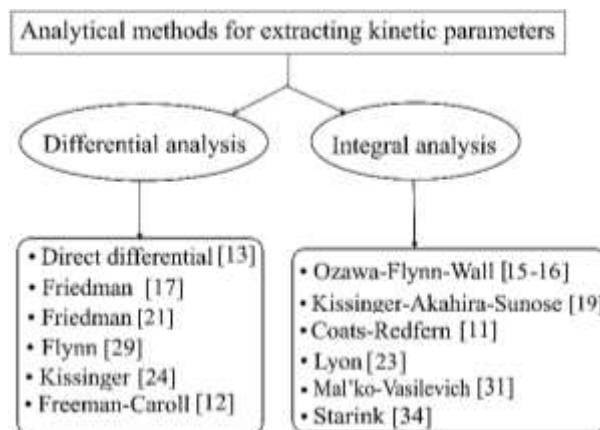 Analytical methods for extracting kinetic parameters
Differential analysis
Integral analysis
• Direct differential [13]
• Friedman [17]
• Friedman [21]
• Flynn [29]
• Kissinger [24]
• Freeman-Caroll [12]
• Ozawa-Flynn-Wall [15-16]
• Kissinger-Akahira-Sunose [19]
• Coats-Redfern [11]
• Lyon [23]
• Mal'ko-Vasilevich [31]
• Starink [34]